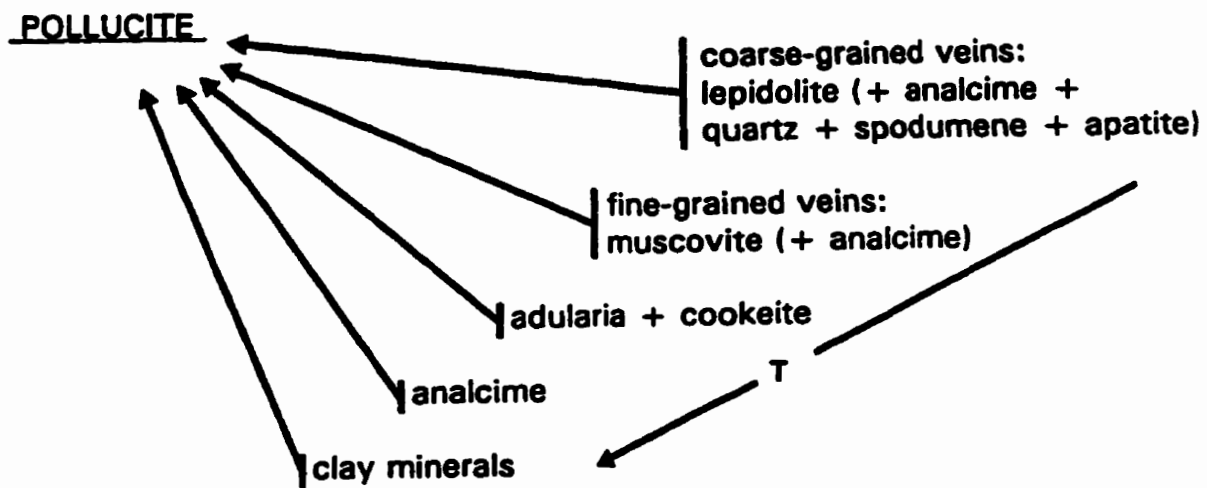 POLLUCITE
coarse-grained veins:
lepidolite (+ analcime +
quartz + spodumene + apatite)
fine-grained veins:
muscovite (+ analcime)
adularia + cookeite
T
analcime
clay minerals